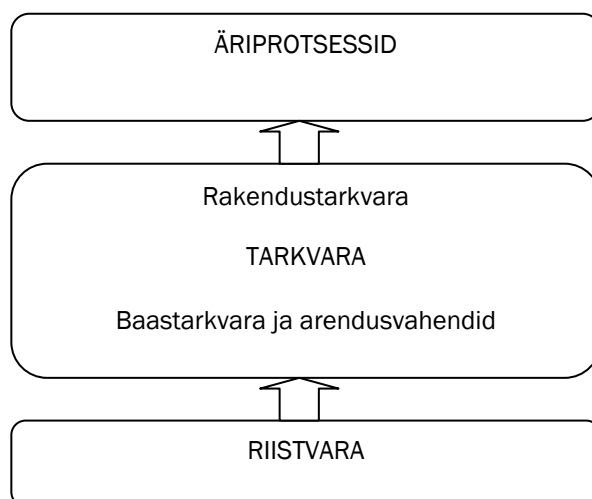 ÄRIPROTSESSID
Rakendustarkvara
TARKVARA
Baastarkvara ja arendusvahendid
RIISTVARA